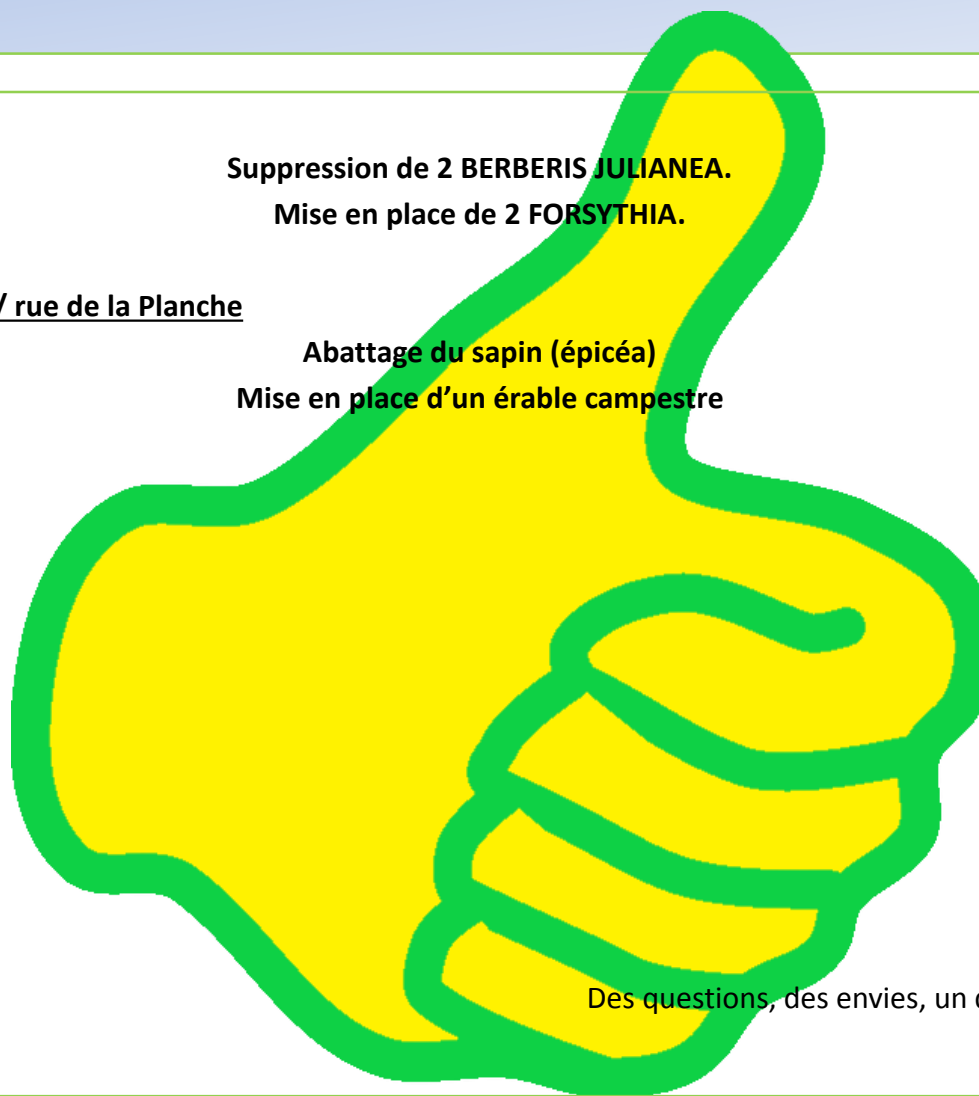 Suppression de 2 BERBERIS JULIANEA.
Mise en place de 2 FORSYTHIA.
/ rue de la Planche
Abattage du sapin (épicéa)
Mise en place d’un érable campestre
Des questions, des envies, un